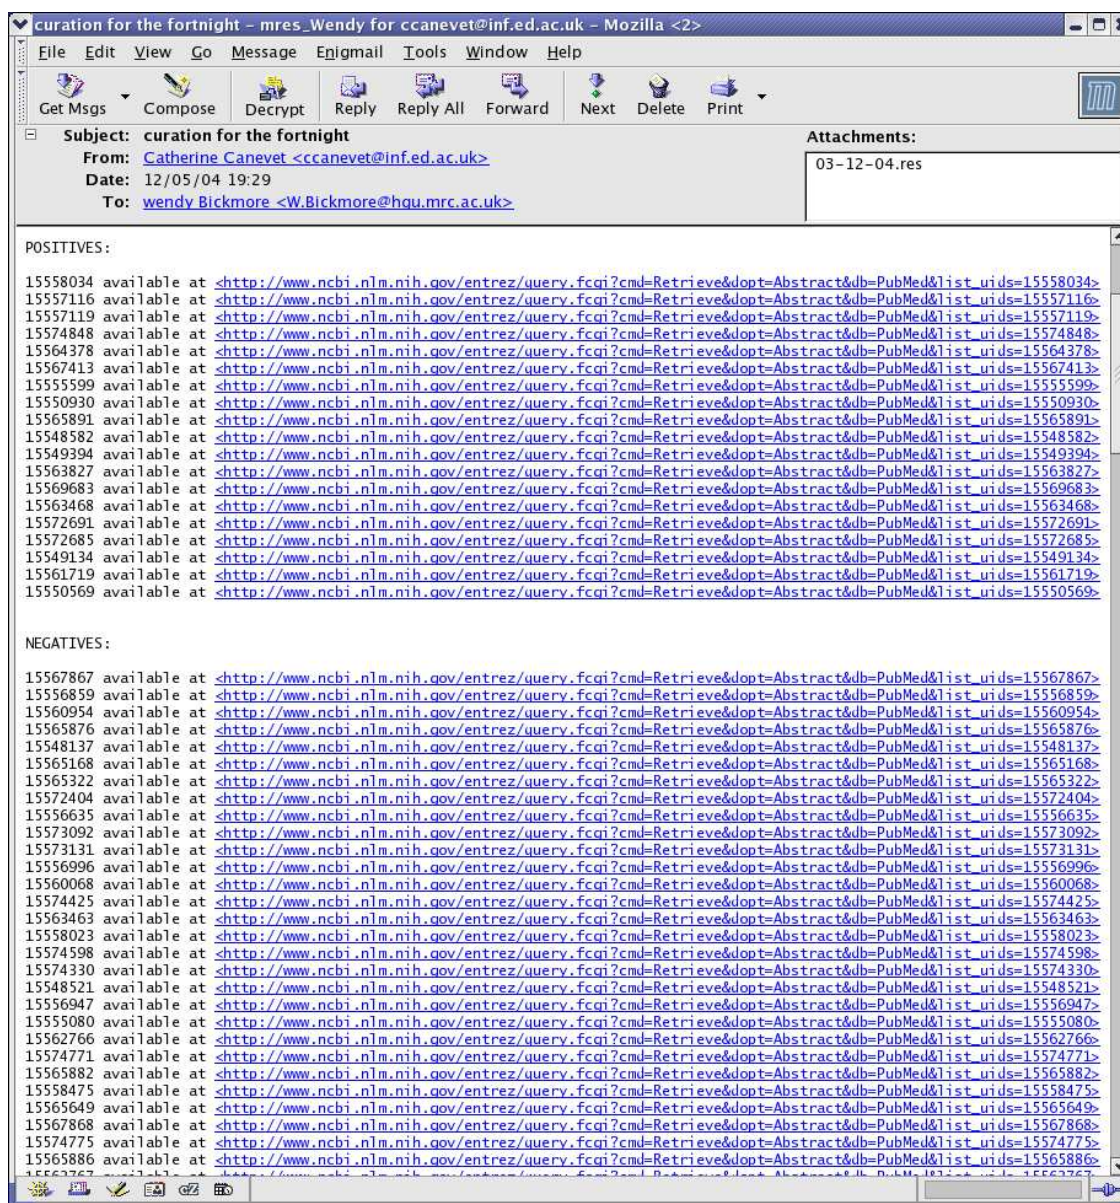 curation for the fortnight – mres_Wendy for ccanevet@inf.ed.ac.uk – Mozilla <2>
File Edit View Go Message Enigmail Tools Window Help
Get Msgs Compose Decrypt Reply Reply All Forward Next Delete Print
Subject: curation for the fortnight
From: Catherine Canevet <ccanevet@inf.ed.ac.uk>
Date: 12/05/04 19:29
To: wendy Bickmore <W.Bickmore@hgu.mrc.ac.uk>
Attachments:
03-12-04.res
POSITIVES:
15558034 available at <http://www.ncbi.nlm.nih.gov/entrez/query.fcgi?cmd=Retrieve&dopt=Abstract&db=PubMed&list_uids=15558034>
15557116 available at <http://www.ncbi.nlm.nih.gov/entrez/query.fcgi?cmd=Retrieve&dopt=Abstract&db=PubMed&list_uids=15557116>
15557119 available at <http://www.ncbi.nlm.nih.gov/entrez/query.fcgi?cmd=Retrieve&dopt=Abstract&db=PubMed&list_uids=15557119>
15574848 available at <http://www.ncbi.nlm.nih.gov/entrez/query.fcgi?cmd=Retrieve&dopt=Abstract&db=PubMed&list_uids=15574848>
15564378 available at <http://www.ncbi.nlm.nih.gov/entrez/query.fcgi?cmd=Retrieve&dopt=Abstract&db=PubMed&list_uids=15564378>
15567413 available at <http://www.ncbi.nlm.nih.gov/entrez/query.fcgi?cmd=Retrieve&dopt=Abstract&db=PubMed&list_uids=15567413>
15555599 available at <http://www.ncbi.nlm.nih.gov/entrez/query.fcgi?cmd=Retrieve&dopt=Abstract&db=PubMed&list_uids=15555599>
15550930 available at <http://www.ncbi.nlm.nih.gov/entrez/query.fcgi?cmd=Retrieve&dopt=Abstract&db=PubMed&list_uids=15550930>
15565891 available at <http://www.ncbi.nlm.nih.gov/entrez/query.fcgi?cmd=Retrieve&dopt=Abstract&db=PubMed&list_uids=15565891>
15548582 available at <http://www.ncbi.nlm.nih.gov/entrez/query.fcgi?cmd=Retrieve&dopt=Abstract&db=PubMed&list_uids=15548582>
15549394 available at <http://www.ncbi.nlm.nih.gov/entrez/query.fcgi?cmd=Retrieve&dopt=Abstract&db=PubMed&list_uids=15549394>
15563827 available at <http://www.ncbi.nlm.nih.gov/entrez/query.fcgi?cmd=Retrieve&dopt=Abstract&db=PubMed&list_uids=15563827>
15569683 available at <http://www.ncbi.nlm.nih.gov/entrez/query.fcgi?cmd=Retrieve&dopt=Abstract&db=PubMed&list_uids=15569683>
15563468 available at <http://www.ncbi.nlm.nih.gov/entrez/query.fcgi?cmd=Retrieve&dopt=Abstract&db=PubMed&list_uids=15563468>
15572691 available at <http://www.ncbi.nlm.nih.gov/entrez/query.fcgi?cmd=Retrieve&dopt=Abstract&db=PubMed&list_uids=15572691>
15572685 available at <http://www.ncbi.nlm.nih.gov/entrez/query.fcgi?cmd=Retrieve&dopt=Abstract&db=PubMed&list_uids=15572685>
15549134 available at <http://www.ncbi.nlm.nih.gov/entrez/query.fcgi?cmd=Retrieve&dopt=Abstract&db=PubMed&list_uids=15549134>
15561719 available at <http://www.ncbi.nlm.nih.gov/entrez/query.fcgi?cmd=Retrieve&dopt=Abstract&db=PubMed&list_uids=15561719>
15550569 available at <http://www.ncbi.nlm.nih.gov/entrez/query.fcgi?cmd=Retrieve&dopt=Abstract&db=PubMed&list_uids=15550569>
NEGATIVES:
15567867 available at <http://www.ncbi.nlm.nih.gov/entrez/query.fcgi?cmd=Retrieve&dopt=Abstract&db=PubMed&list_uids=15567867>
15556859 available at <http://www.ncbi.nlm.nih.gov/entrez/query.fcgi?cmd=Retrieve&dopt=Abstract&db=PubMed&list_uids=15556859>
15560954 available at <http://www.ncbi.nlm.nih.gov/entrez/query.fcgi?cmd=Retrieve&dopt=Abstract&db=PubMed&list_uids=15560954>
15565876 available at <http://www.ncbi.nlm.nih.gov/entrez/query.fcgi?cmd=Retrieve&dopt=Abstract&db=PubMed&list_uids=15565876>
15548137 available at <http://www.ncbi.nlm.nih.gov/entrez/query.fcgi?cmd=Retrieve&dopt=Abstract&db=PubMed&list_uids=15548137>
15565168 available at <http://www.ncbi.nlm.nih.gov/entrez/query.fcgi?cmd=Retrieve&dopt=Abstract&db=PubMed&list_uids=15565168>
15565322 available at <http://www.ncbi.nlm.nih.gov/entrez/query.fcgi?cmd=Retrieve&dopt=Abstract&db=PubMed&list_uids=15565322>
15572404 available at <http://www.ncbi.nlm.nih.gov/entrez/query.fcgi?cmd=Retrieve&dopt=Abstract&db=PubMed&list_uids=15572404>
15556635 available at <http://www.ncbi.nlm.nih.gov/entrez/query.fcgi?cmd=Retrieve&dopt=Abstract&db=PubMed&list_uids=15556635>
15573092 available at <http://www.ncbi.nlm.nih.gov/entrez/query.fcgi?cmd=Retrieve&dopt=Abstract&db=PubMed&list_uids=15573092>
15573131 available at <http://www.ncbi.nlm.nih.gov/entrez/query.fcgi?cmd=Retrieve&dopt=Abstract&db=PubMed&list_uids=15573131>
15556996 available at <http://www.ncbi.nlm.nih.gov/entrez/query.fcgi?cmd=Retrieve&dopt=Abstract&db=PubMed&list_uids=15556996>
15560068 available at <http://www.ncbi.nlm.nih.gov/entrez/query.fcgi?cmd=Retrieve&dopt=Abstract&db=PubMed&list_uids=15560068>
15574425 available at <http://www.ncbi.nlm.nih.gov/entrez/query.fcgi?cmd=Retrieve&dopt=Abstract&db=PubMed&list_uids=15574425>
15563463 available at <http://www.ncbi.nlm.nih.gov/entrez/query.fcgi?cmd=Retrieve&dopt=Abstract&db=PubMed&list_uids=15563463>
15558023 available at <http://www.ncbi.nlm.nih.gov/entrez/query.fcgi?cmd=Retrieve&dopt=Abstract&db=PubMed&list_uids=15558023>
15574598 available at <http://www.ncbi.nlm.nih.gov/entrez/query.fcgi?cmd=Retrieve&dopt=Abstract&db=PubMed&list_uids=15574598>
15574330 available at <http://www.ncbi.nlm.nih.gov/entrez/query.fcgi?cmd=Retrieve&dopt=Abstract&db=PubMed&list_uids=15574330>
15548521 available at <http://www.ncbi.nlm.nih.gov/entrez/query.fcgi?cmd=Retrieve&dopt=Abstract&db=PubMed&list_uids=15548521>
15556947 available at <http://www.ncbi.nlm.nih.gov/entrez/query.fcgi?cmd=Retrieve&dopt=Abstract&db=PubMed&list_uids=15556947>
15555080 available at <http://www.ncbi.nlm.nih.gov/entrez/query.fcgi?cmd=Retrieve&dopt=Abstract&db=PubMed&list_uids=15555080>
15562766 available at <http://www.ncbi.nlm.nih.gov/entrez/query.fcgi?cmd=Retrieve&dopt=Abstract&db=PubMed&list_uids=15562766>
15574771 available at <http://www.ncbi.nlm.nih.gov/entrez/query.fcgi?cmd=Retrieve&dopt=Abstract&db=PubMed&list_uids=15574771>
15565882 available at <http://www.ncbi.nlm.nih.gov/entrez/query.fcgi?cmd=Retrieve&dopt=Abstract&db=PubMed&list_uids=15565882>
15558475 available at <http://www.ncbi.nlm.nih.gov/entrez/query.fcgi?cmd=Retrieve&dopt=Abstract&db=PubMed&list_uids=15558475>
15565649 available at <http://www.ncbi.nlm.nih.gov/entrez/query.fcgi?cmd=Retrieve&dopt=Abstract&db=PubMed&list_uids=15565649>
15567868 available at <http://www.ncbi.nlm.nih.gov/entrez/query.fcgi?cmd=Retrieve&dopt=Abstract&db=PubMed&list_uids=15567868>
15574775 available at <http://www.ncbi.nlm.nih.gov/entrez/query.fcgi?cmd=Retrieve&dopt=Abstract&db=PubMed&list_uids=15574775>
15565886 available at <http://www.ncbi.nlm.nih.gov/entrez/query.fcgi?cmd=Retrieve&dopt=Abstract&db=PubMed&list_uids=15565886>